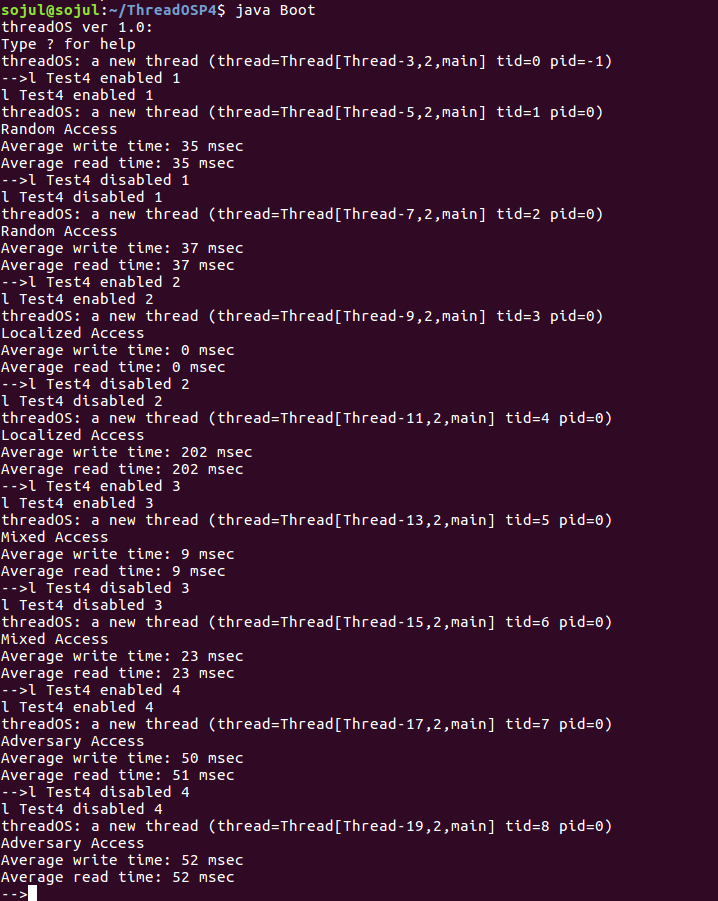 sojul@sojul:~/ThreadOSP4$ java Boot
threadOS ver 1.0:
Type ? for help
threadOS: a new thread (thread=Thread[Thread-3,2,main] tid=0 pid=-1)
-->l Test4 enabled 1
l Test4 enabled 1
threadOS: a new thread (thread=Thread[Thread-5,2,main] tid=1 pid=0)
Random Access
Average write time: 35 msec
Average read time: 35 msec
-->l Test4 disabled 1
l Test4 disabled 1
threadOS: a new thread (thread=Thread[Thread-7,2,main] tid=2 pid=0)
Random Access
Average write time: 37 msec
Average read time: 37 msec
-->l Test4 enabled 2
l Test4 enabled 2
threadOS: a new thread (thread=Thread[Thread-9,2,main] tid=3 pid=0)
Localized Access
Average write time: 0 msec
Average read time: 0 msec
-->l Test4 disabled 2
l Test4 disabled 2
threadOS: a new thread (thread=Thread[Thread-11,2,main] tid=4 pid=0)
Localized Access
Average write time: 202 msec
Average read time: 202 msec
-->l Test4 enabled 3
l Test4 enabled 3
threadOS: a new thread (thread=Thread[Thread-13,2,main] tid=5 pid=0)
Mixed Access
Average write time: 9 msec
Average read time: 9 msec
-->l Test4 disabled 3
l Test4 disabled 3
threadOS: a new thread (thread=Thread[Thread-15,2,main] tid=6 pid=0)
Mixed Access
Average write time: 23 msec
Average read time: 23 msec
-->l Test4 enabled 4
l Test4 enabled 4
threadOS: a new thread (thread=Thread[Thread-17,2,main] tid=7 pid=0)
Adversary Access
Average write time: 50 msec
Average read time: 51 msec
-->l Test4 disabled 4
l Test4 disabled 4
threadOS: a new thread (thread=Thread[Thread-19,2,main] tid=8 pid=0)
Adversary Access
Average write time: 52 msec
Average read time: 52 msec
-->